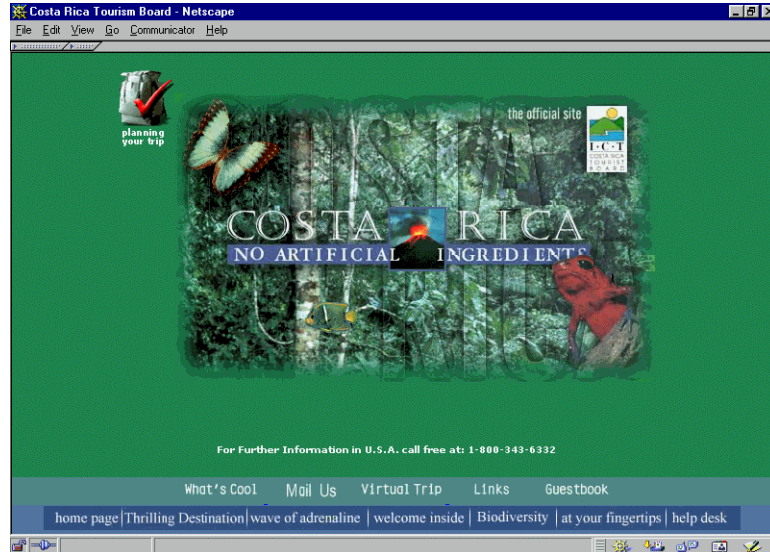 Costa Rica Tourism Board - Netscape
File Edit View Go Communicator Help
the official site
planning
your trip
I·C·T
COSTA RICA
TOURIST
BOARD
COSTA RICA
NO ARTIFICIAL INGREDIENTS
For Further Information in U.S.A. call free at: 1-800-343-6332
What's Cool Mail Us Virtual Trip Links Guestbook
home page|Thrilling Destination|wave of adrenaline | welcome inside | Biodiversity | at your fingertips | help desk